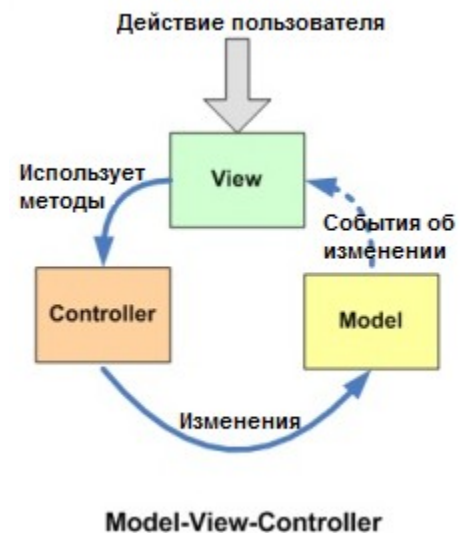 Действие пользователя
View
Использует
методы
События об
изменении
Controller
Model
Изменения
Model-View-Controller